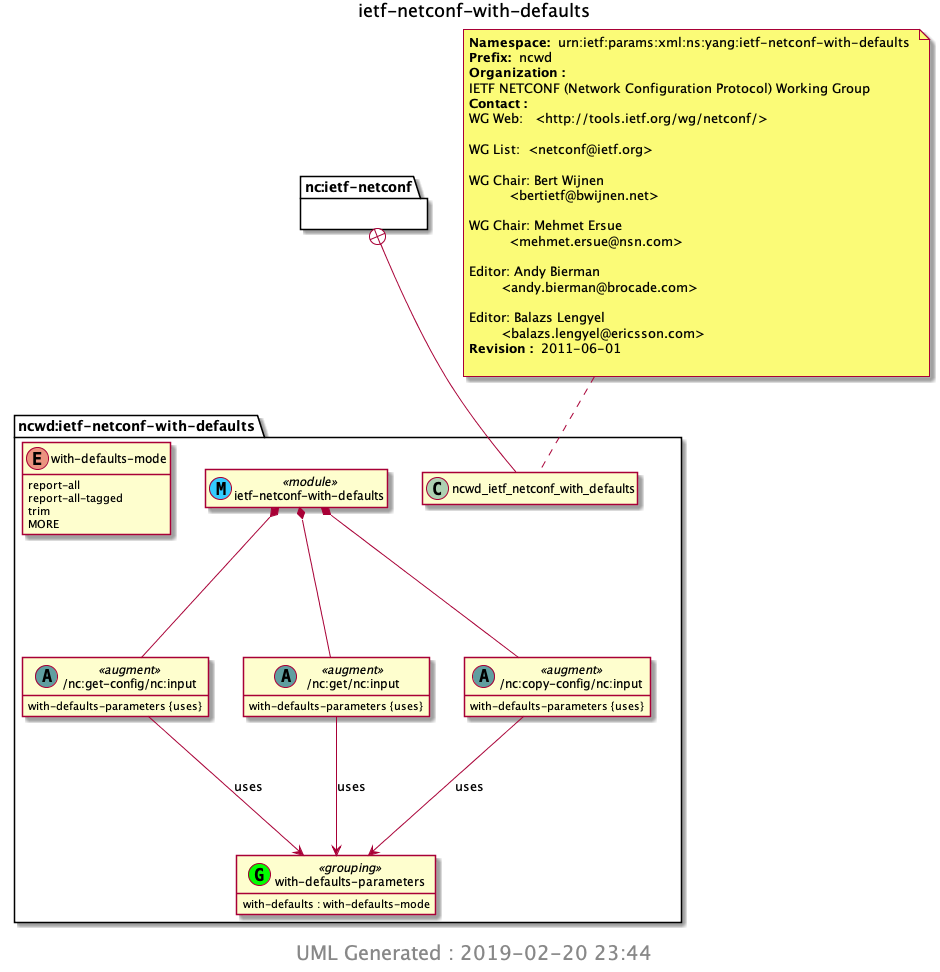 ietf-netconf-with-defaults
Namespace: urn:ietf:params:xml:ns:yang:ietf-netconf-with-defaults
Prefix: ncwd
Organization :
IETF NETCONF (Network Configuration Protocol) Working Group
Contact :
WG Web: <http://tools.ietf.org/wg/netconf/>
WG List: <netconf@ietf.org>
WG Chair: Bert Wijnen
<bertietf@bwijnen.net>
WG Chair: Mehmet Ersue
<mehmet.ersue@nsn.com>
Editor: Andy Bierman
<andy.bierman@brocade.com>
Editor: Balazs Lengyel
<balazs.lengyel@ericsson.com>
Revision : 2011-06-01
nc:ietf-netconf
ncwd:ietf-netconf-with-defaults
E with-defaults-mode
report-all
report-all-tagged
trim
MORE
«module»
M ietf-netconf-with-defaults
C ncwd_ietf_netconf_with_defaults
«augment»
A /nc:get-config/nc:input
with-defaults-parameters {uses}
«augment»
A /nc:get/nc:input
with-defaults-parameters {uses}
«augment»
A /nc:copy-config/nc:input
with-defaults-parameters {uses}
uses
uses
uses
«grouping»
G with-defaults-parameters
with-defaults : with-defaults-mode
UML Generated : 2019-02-20 23:44